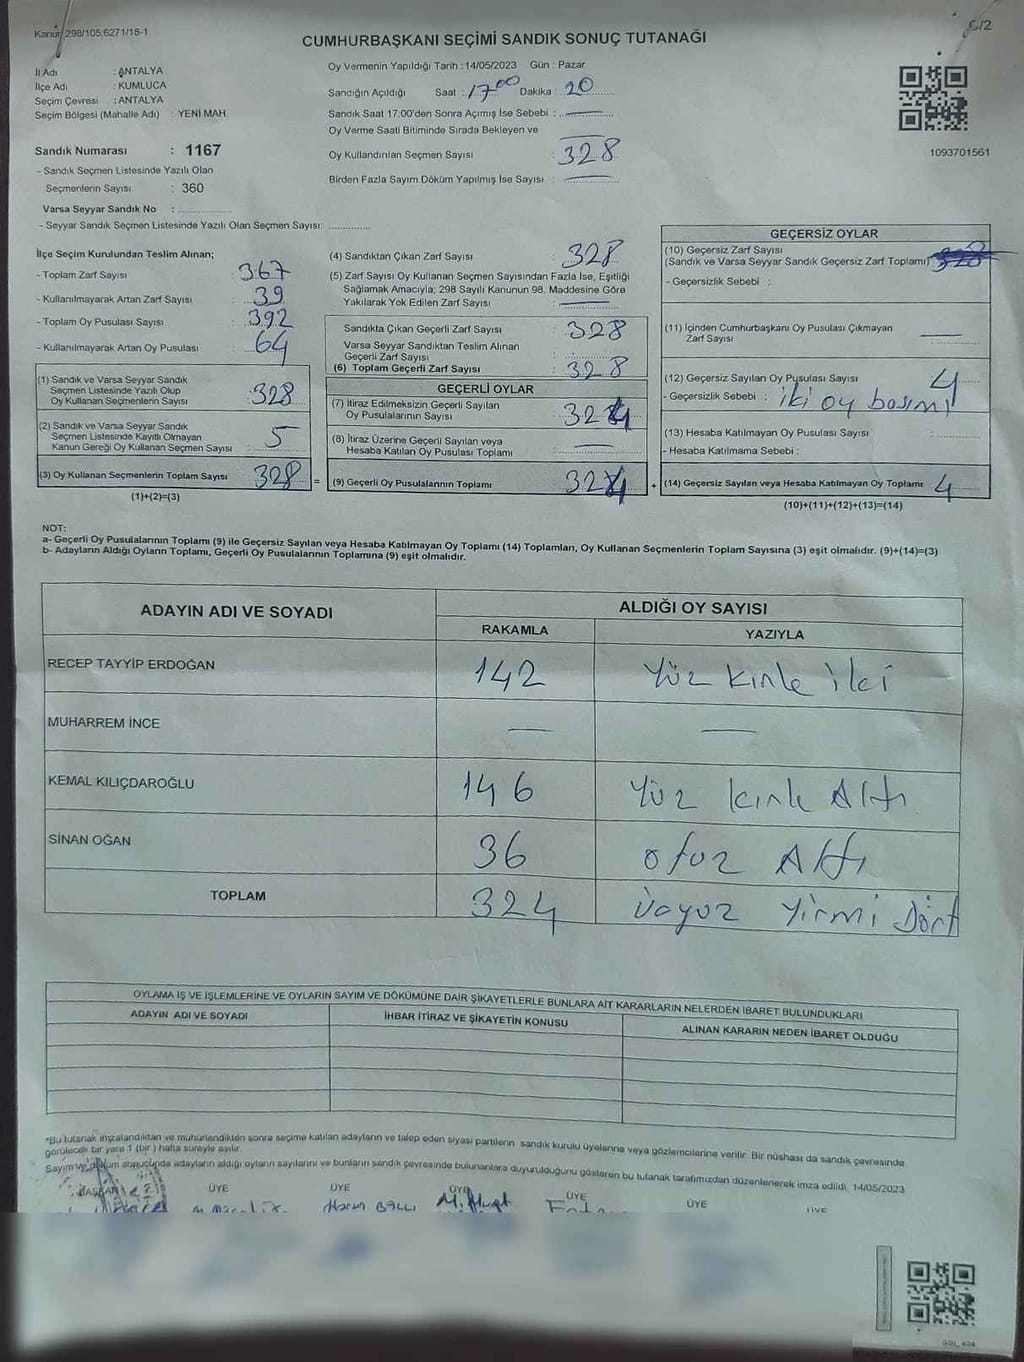 Kanun 298/105,6271/16-1
C/2
CUMHURBAŞKANI SEÇİMİ SANDIK SONUÇ TUTANAĞI
İl Adı : ANTALYA
İlçe Adı : KUMLUCA
Seçim Çevresi : ANTALYA
Seçim Bölgesi (Mahalle Adı) : YENİ MAH.
Sandık Numarası : 1167
- Sandık Seçmen Listesinde Yazılı Olan
Seçmenlerin Sayısı : 360
Varsa Seyyar Sandık No :
- Seyyar Sandık Seçmen Listesinde Yazılı Olan Seçmen Sayısı:
Oy Vermenin Yapıldığı Tarih : 14/05/2023 Gün : Pazar
Sandığın Açıldığı Saat : 17 00 Dakika : 20
Sandık Saat 17:00'den Sonra Açımış İse Sebebi : —
Oy Verme Saati Bitiminde Sırada Bekleyen ve
Oy Kullandırılan Seçmen Sayısı : 328
Birden Fazla Sayım Döküm Yapılmış İse Sayısı : —
1093701561
İlçe Seçim Kurulundan Teslim Alınan;
- Toplam Zarf Sayısı : 367
- Kullanılmayarak Artan Zarf Sayısı : 39
- Toplam Oy Pusulası Sayısı : 392
- Kullanılmayarak Artan Oy Pusulası : 64
(1) Sandık ve Varsa Seyyar Sandık
Seçmen Listesinde Yazılı Olup
Oy Kullanan Seçmenlerin Sayısı : 328
(2) Sandık ve Varsa Seyyar Sandık
Seçmen Listesinde Kayıtlı Olmayan
Kanun Gereği Oy Kullanan Seçmen Sayısı : 5
(3) Oy Kullanan Seçmenlerin Toplam Sayısı 328 =
(1)+(2)=(3)
(4) Sandıktan Çıkan Zarf Sayısı : 328
(5) Zarf Sayısı Oy Kullanan Seçmen Sayısından Fazla İse, Eşitliği
Sağlamak Amacıyla; 298 Sayılı Kanunun 98. Maddesine Göre
Yakılarak Yok Edilen Zarf Sayısı : —
Sandıkta Çıkan Geçerli Zarf Sayısı : 328
Varsa Seyyar Sandıktan Teslim Alınan
Geçerli Zarf Sayısı :
(6) Toplam Geçerli Zarf Sayısı : 328
GEÇERLİ OYLAR
(7) İtiraz Edilmeksizin Geçerli Sayılan
Oy Pusulalarının Sayısı : 324
(8) İtiraz Üzerine Geçerli Sayılan veya
Hesaba Katılan Oy Pusulası Toplamı : —
(9) Geçerli Oy Pusulalarının Toplamı : 324 +
GEÇERSİZ OYLAR
(10) Geçersiz Zarf Sayısı
(Sandık ve Varsa Seyyar Sandık Geçersiz Zarf Toplamı)
- Geçersizlik Sebebi :
(11) İçinden Cumhurbaşkanı Oy Pusulası Çıkmayan
Zarf Sayısı : —
(12) Geçersiz Sayılan Oy Pusulası Sayısı : 4
- Geçersizlik Sebebi : iki oy basımı
(13) Hesaba Katılmayan Oy Pusulası Sayısı :
- Hesaba Katılmama Sebebi :
(14) Geçersiz Sayılan veya Hesaba Katılmayan Oy Toplamı : 4
(10)+(11)+(12)+(13)=(14)
NOT:
a- Geçerli Oy Pusulalarının Toplamı (9) ile Geçersiz Sayılan veya Hesaba Katılmayan Oy Toplamı (14) Toplamları, Oy Kullanan Seçmenlerin Toplam Sayısına (3) eşit olmalıdır. (9)+(14)=(3)
b- Adayların Aldığı Oyların Toplamı, Geçerli Oy Pusulalarının Toplamına (9) eşit olmalıdır.
ADAYIN ADI VE SOYADI
ALDIĞI OY SAYISI
RAKAMLA YAZIYLA
RECEP TAYYİP ERDOĞAN 142 Yüz kırk iki
MUHARREM İNCE — —
KEMAL KILIÇDAROĞLU 146 Yüz kırk Altı
SİNAN OĞAN 36 otuz Altı
TOPLAM 324 Üçyüz Yirmi Dört
OYLAMA İŞ VE İŞLEMLERİNE VE OYLARIN SAYIM VE DÖKÜMÜNE DAİR ŞİKAYETLERLE BUNLARA AİT KARARLARIN NELERDEN İBARET BULUNDUKLARI
ADAYIN ADI VE SOYADI İHBAR İTİRAZ VE ŞİKAYETİN KONUSU ALINAN KARARIN NEDEN İBARET OLDUĞU
*Bu tutanak imzalandıktan ve mühürlendikten sonra seçime katılan adayların ve talep eden siyasi partilerin sandık kurulu üyelerine veya gözlemcilerine verilir. Bir nüshası da sandık çevresinde
görülecek bir yere 1 (bir) hafta süreyle asılır.
Sayım ve döküm sonucunda adayların aldığı oyların sayılarını ve bunların sandık çevresinde bulunanlara duyurulduğunu gösteren bu tutanak tarafımızdan düzenlenerek imza edildi. 14/05/2023
BAŞKAN ÜYE ÜYE ÜYE ÜYE ÜYE ÜYE